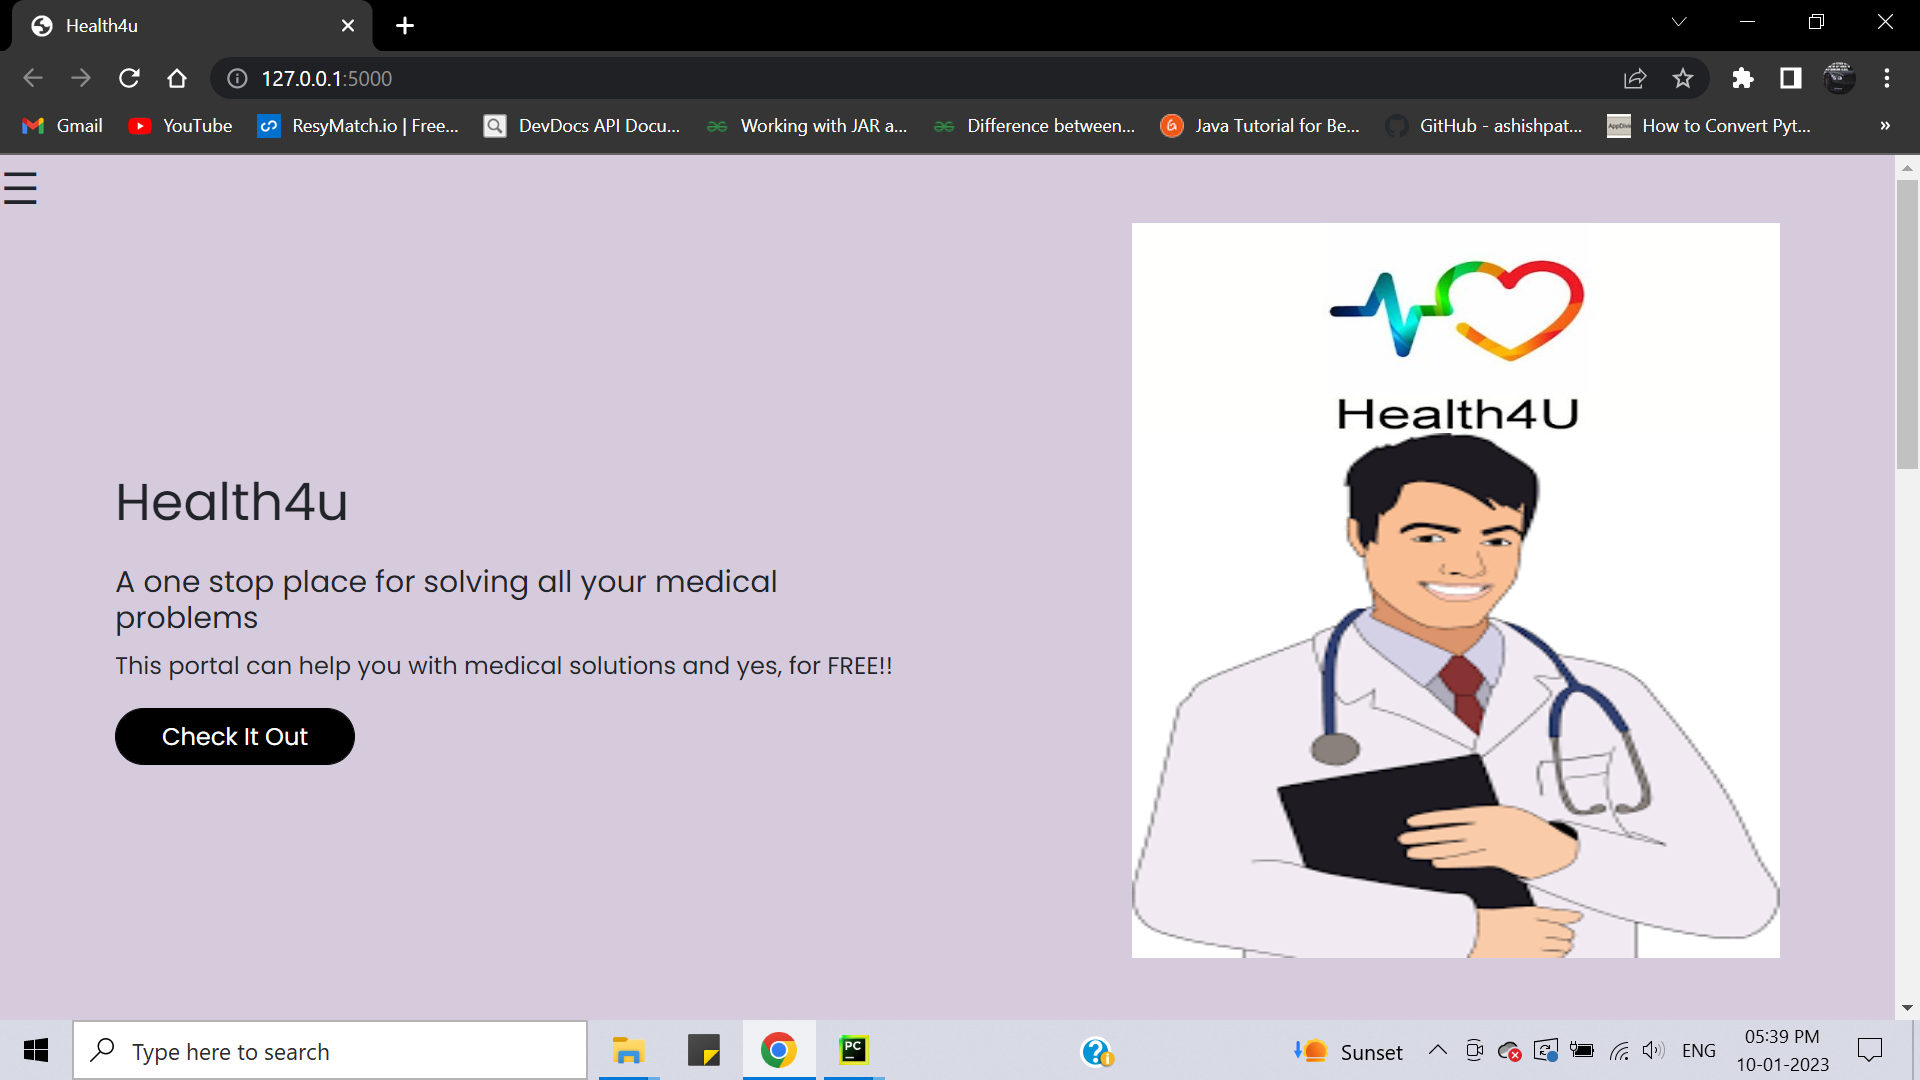 Health4u
127.0.0.1:5000
Gmail
YouTube
ResyMatch.io | Free...
DevDocs API Docu...
Working with JAR a...
Difference between...
Java Tutorial for Be...
GitHub - ashishpat...
How to Convert Pyt...
»
Health4U
Health4u
A one stop place for solving all your medical
problems
This portal can help you with medical solutions and yes, for FREE!!
Check It Out
Type here to search
PC
Sunset
ENG
05:39 PM
10-01-2023